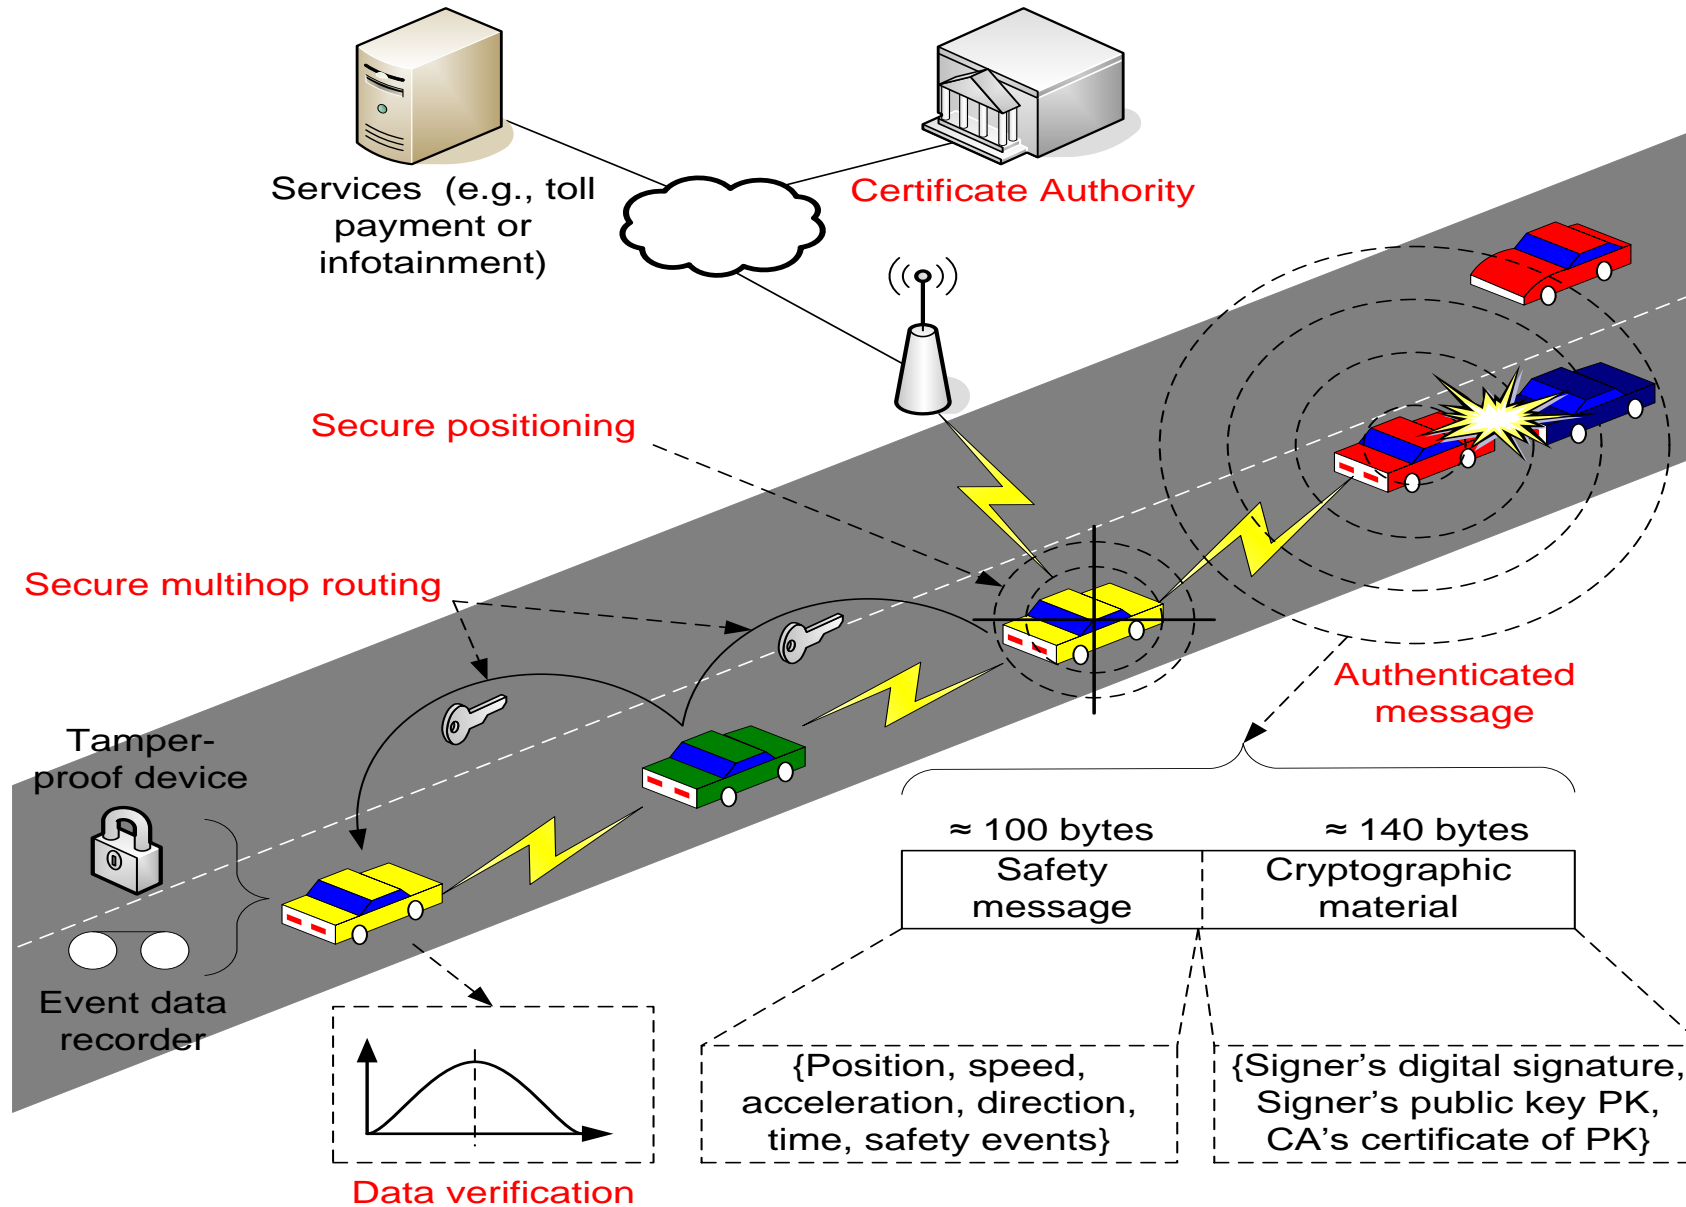 Services  (e.g., toll
payment or
infotainment)
Certificate Authority
Secure positioning
Secure multihop routing
Authenticated
message
Tamper-
proof device
≈ 100 bytes
≈ 140 bytes
Safety
message
Cryptographic
material
Event data
recorder
{Position, speed,
acceleration, direction,
time, safety events}
{Signer’s digital signature,
Signer’s public key PK,
CA’s certificate of PK}
Data verification